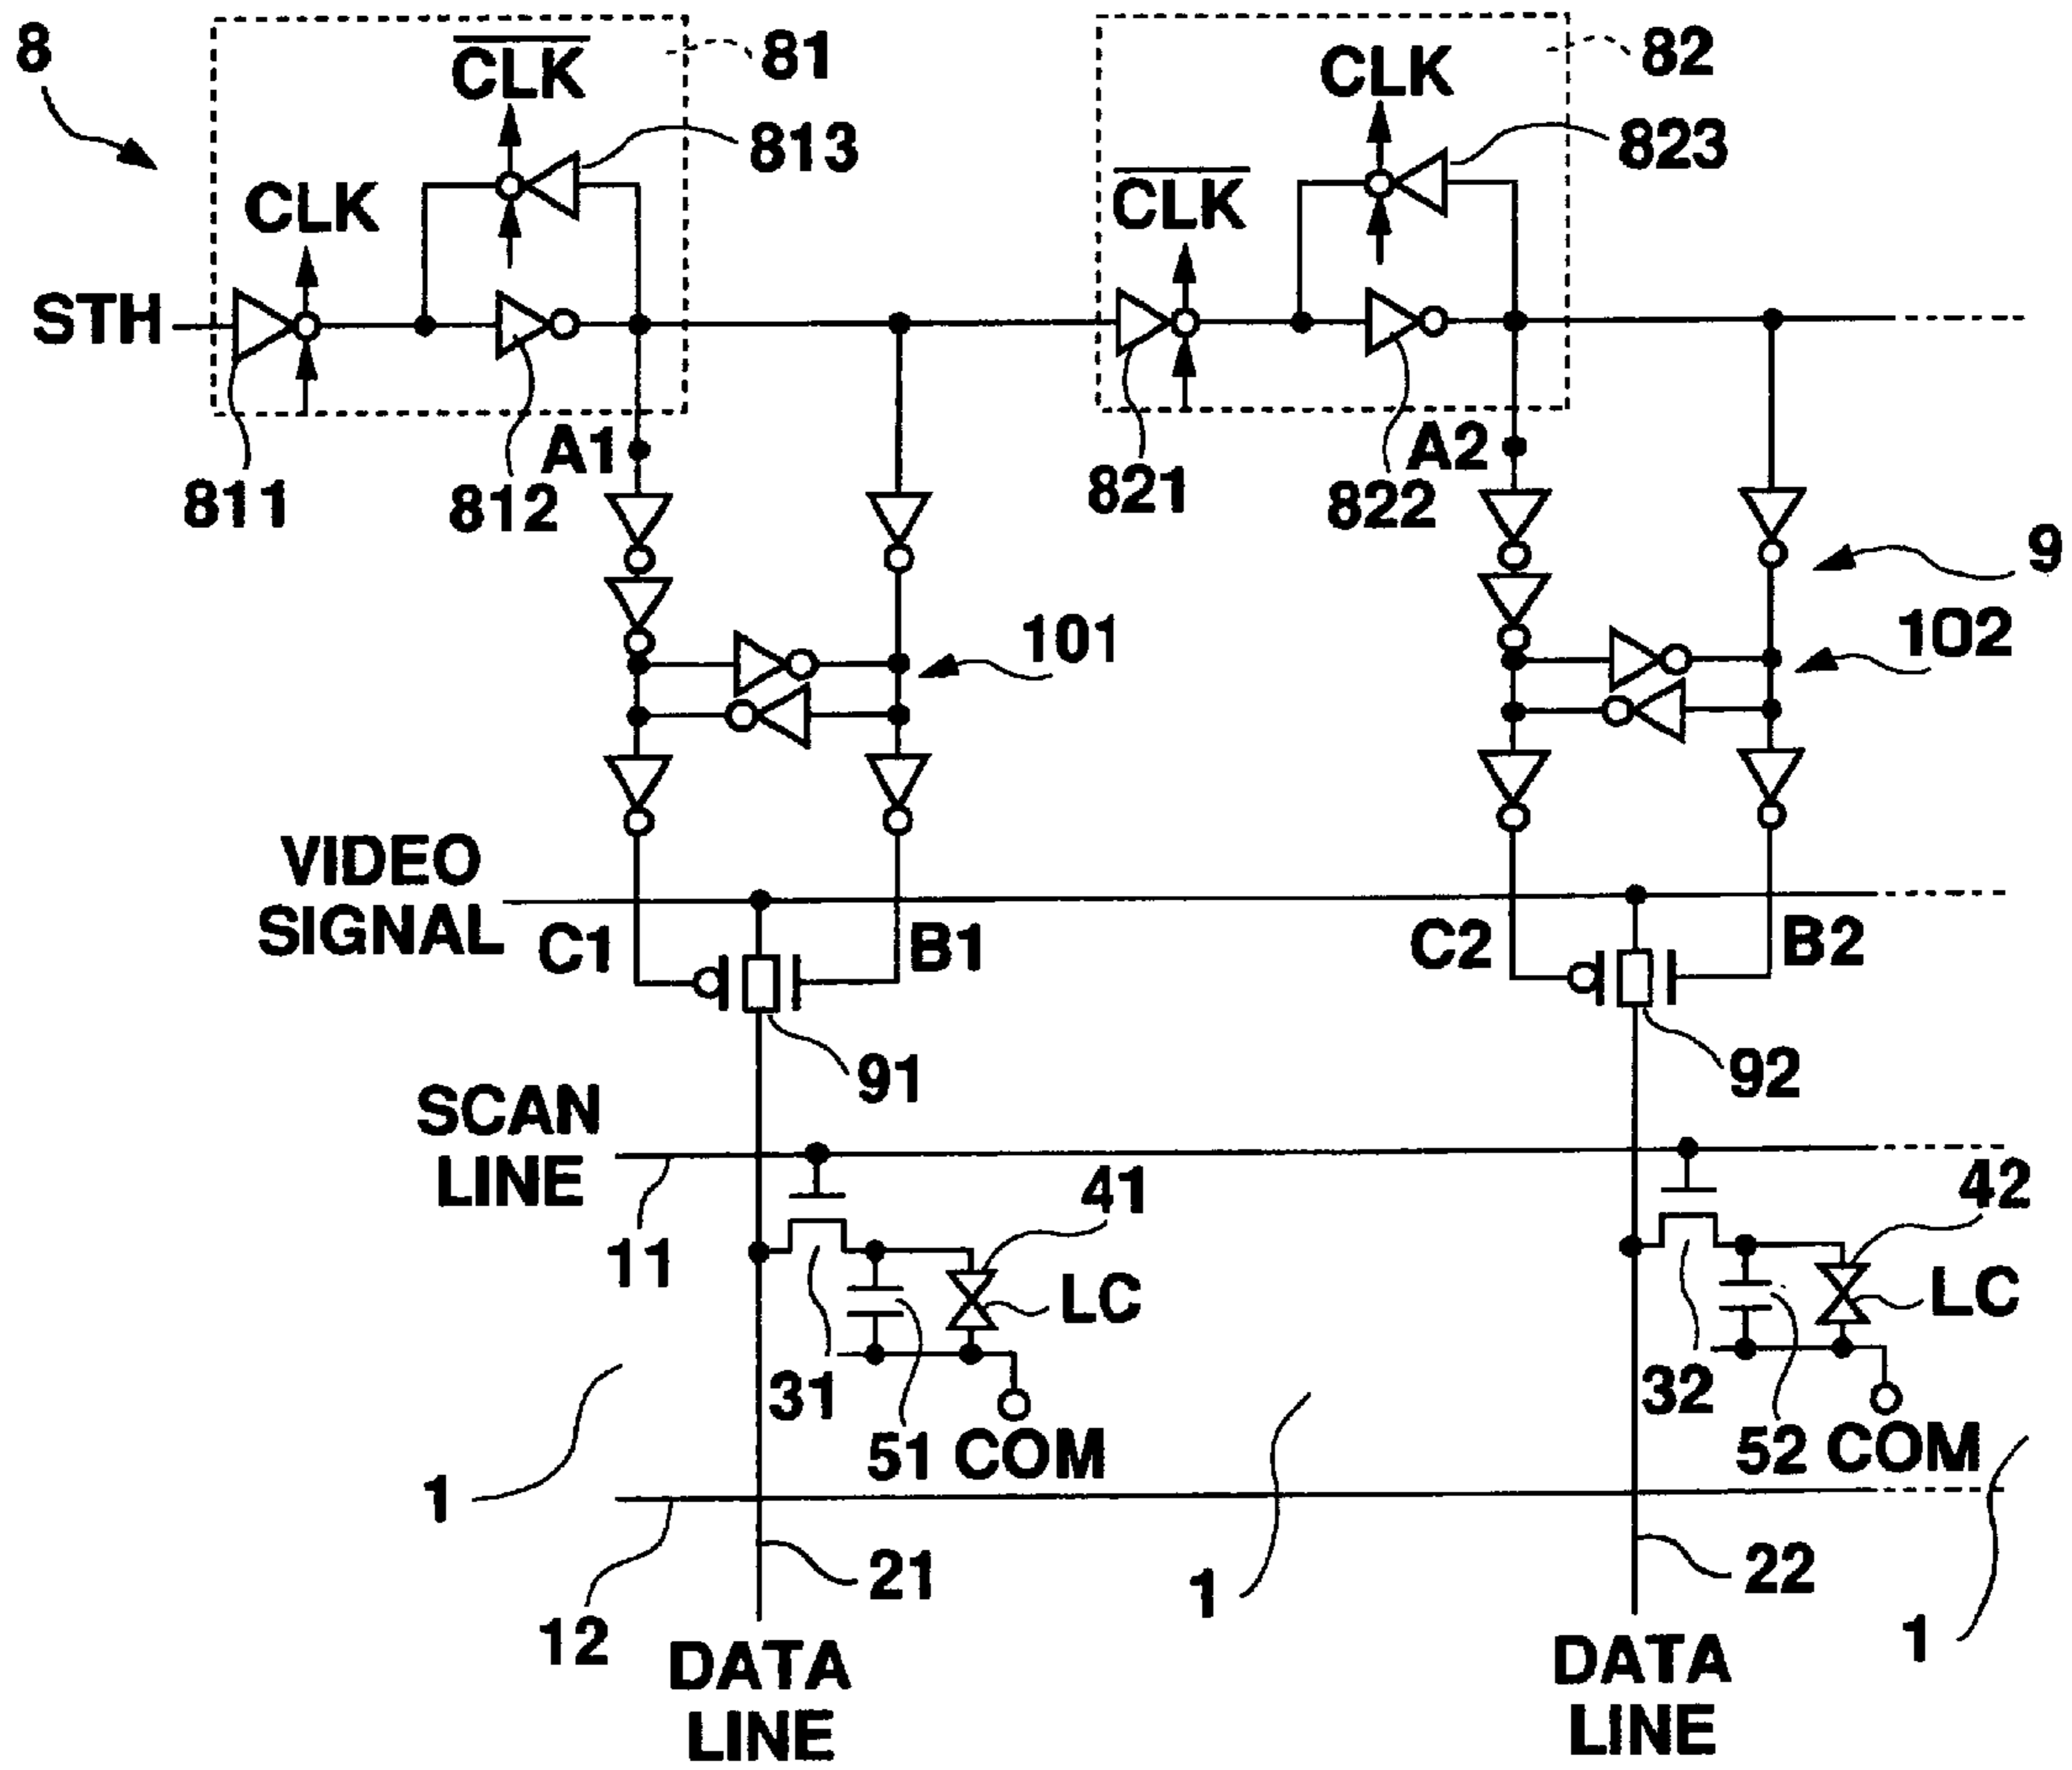 8
CLK
81
CLK
82
813
823
CLK
CLK
STH
A1
A2
811
812
821
822
9
101
102
VIDEO
SIGNAL
C1
B1
C2
B2
91
92
SCAN
LINE
41
42
11
LC
LC
31
32
51 COM
52 COM
1
21
22
1
1
12
DATA
LINE
DATA
LINE